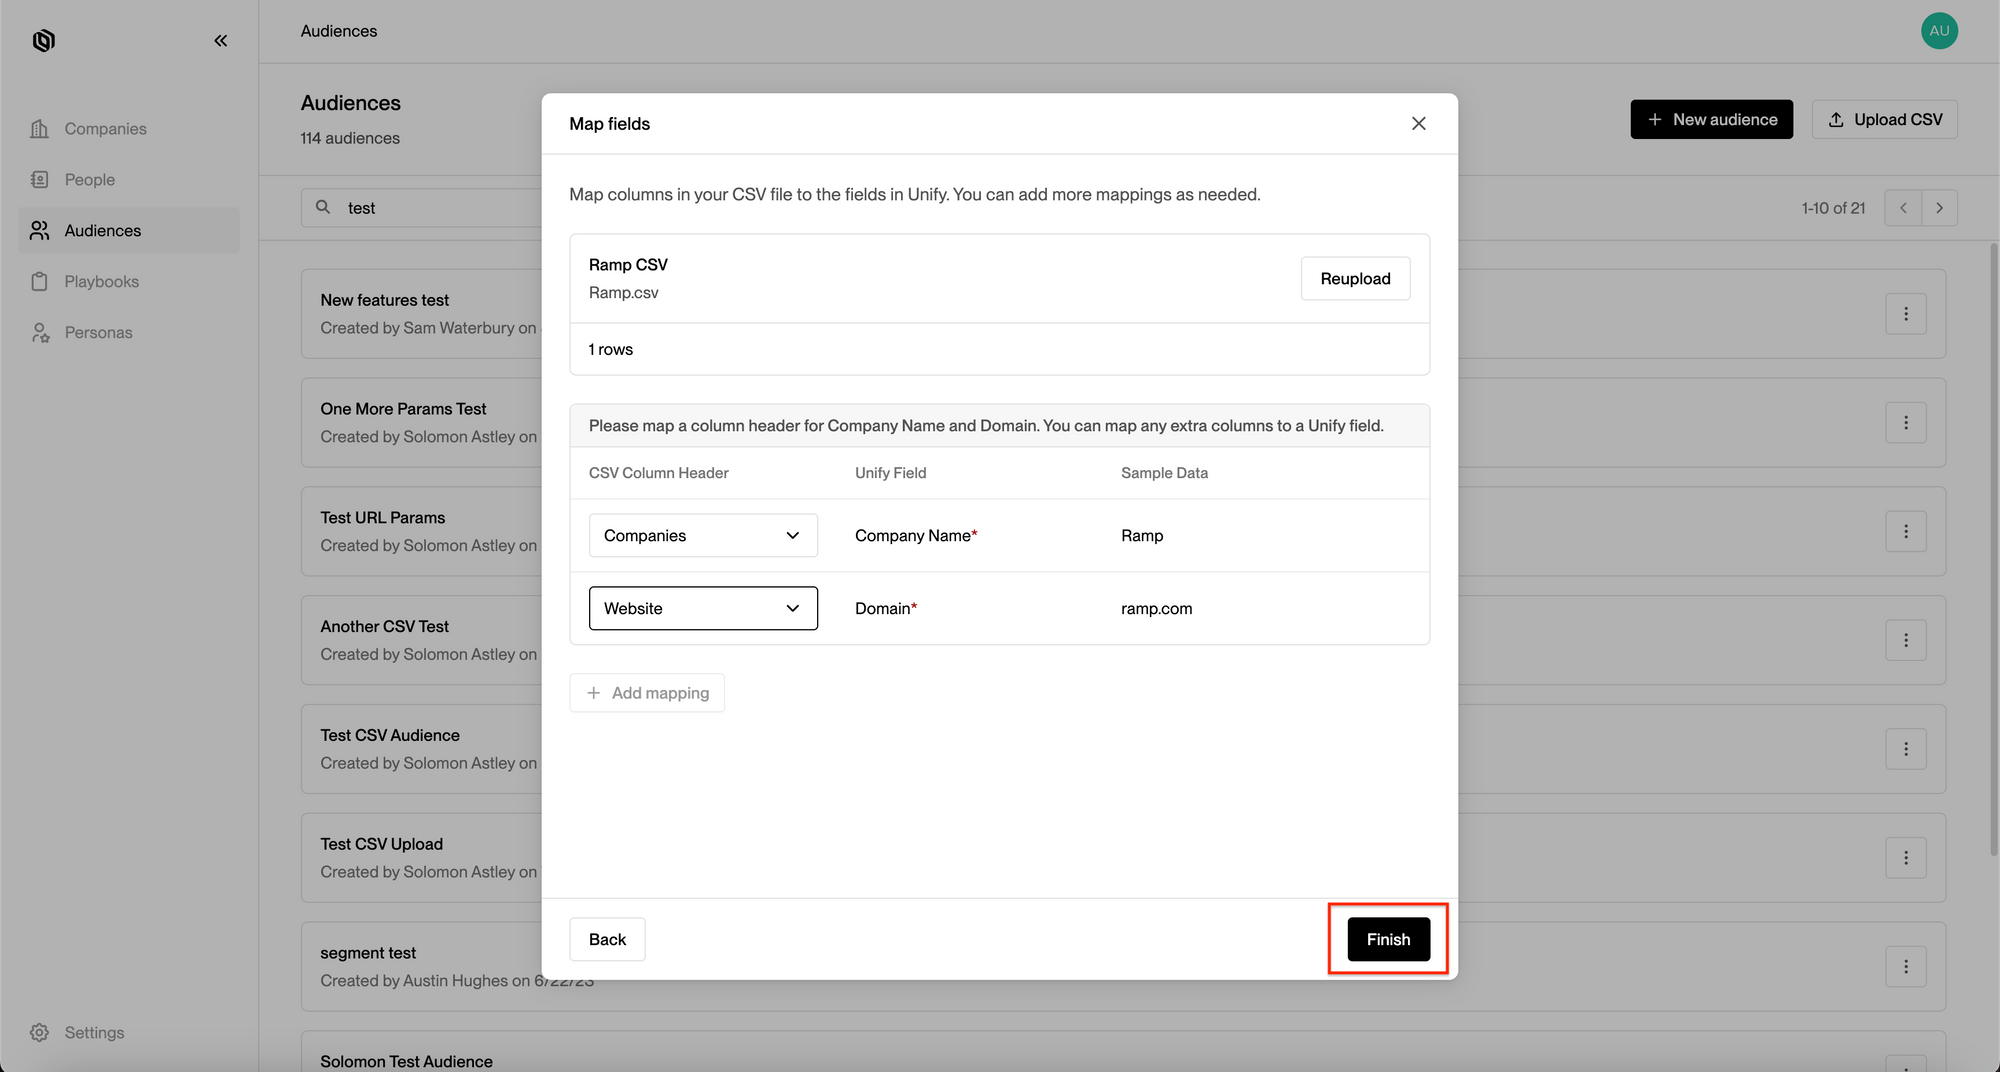 Audiences
AU
Companies
People
Audiences
Playbooks
Personas
Settings
Audiences
114 audiences
New audience
Upload CSV
test
1-10 of 21
New features test
Created by Sam Waterbury on
One More Params Test
Created by Solomon Astley on
Test URL Params
Created by Solomon Astley on
Another CSV Test
Created by Solomon Astley on
Test CSV Audience
Created by Solomon Astley on
Test CSV Upload
Created by Solomon Astley on
segment test
Created by Austin Hughes on 6/22/23
Solomon Test Audience
Map fields
Map columns in your CSV file to the fields in Unify. You can add more mappings as needed.
Ramp CSV
Ramp.csv
Reupload
1 rows
Please map a column header for Company Name and Domain. You can map any extra columns to a Unify field.
CSV Column Header Unify Field Sample Data
Companies Company Name* Ramp
Website Domain* ramp.com
Add mapping
Back
Finish